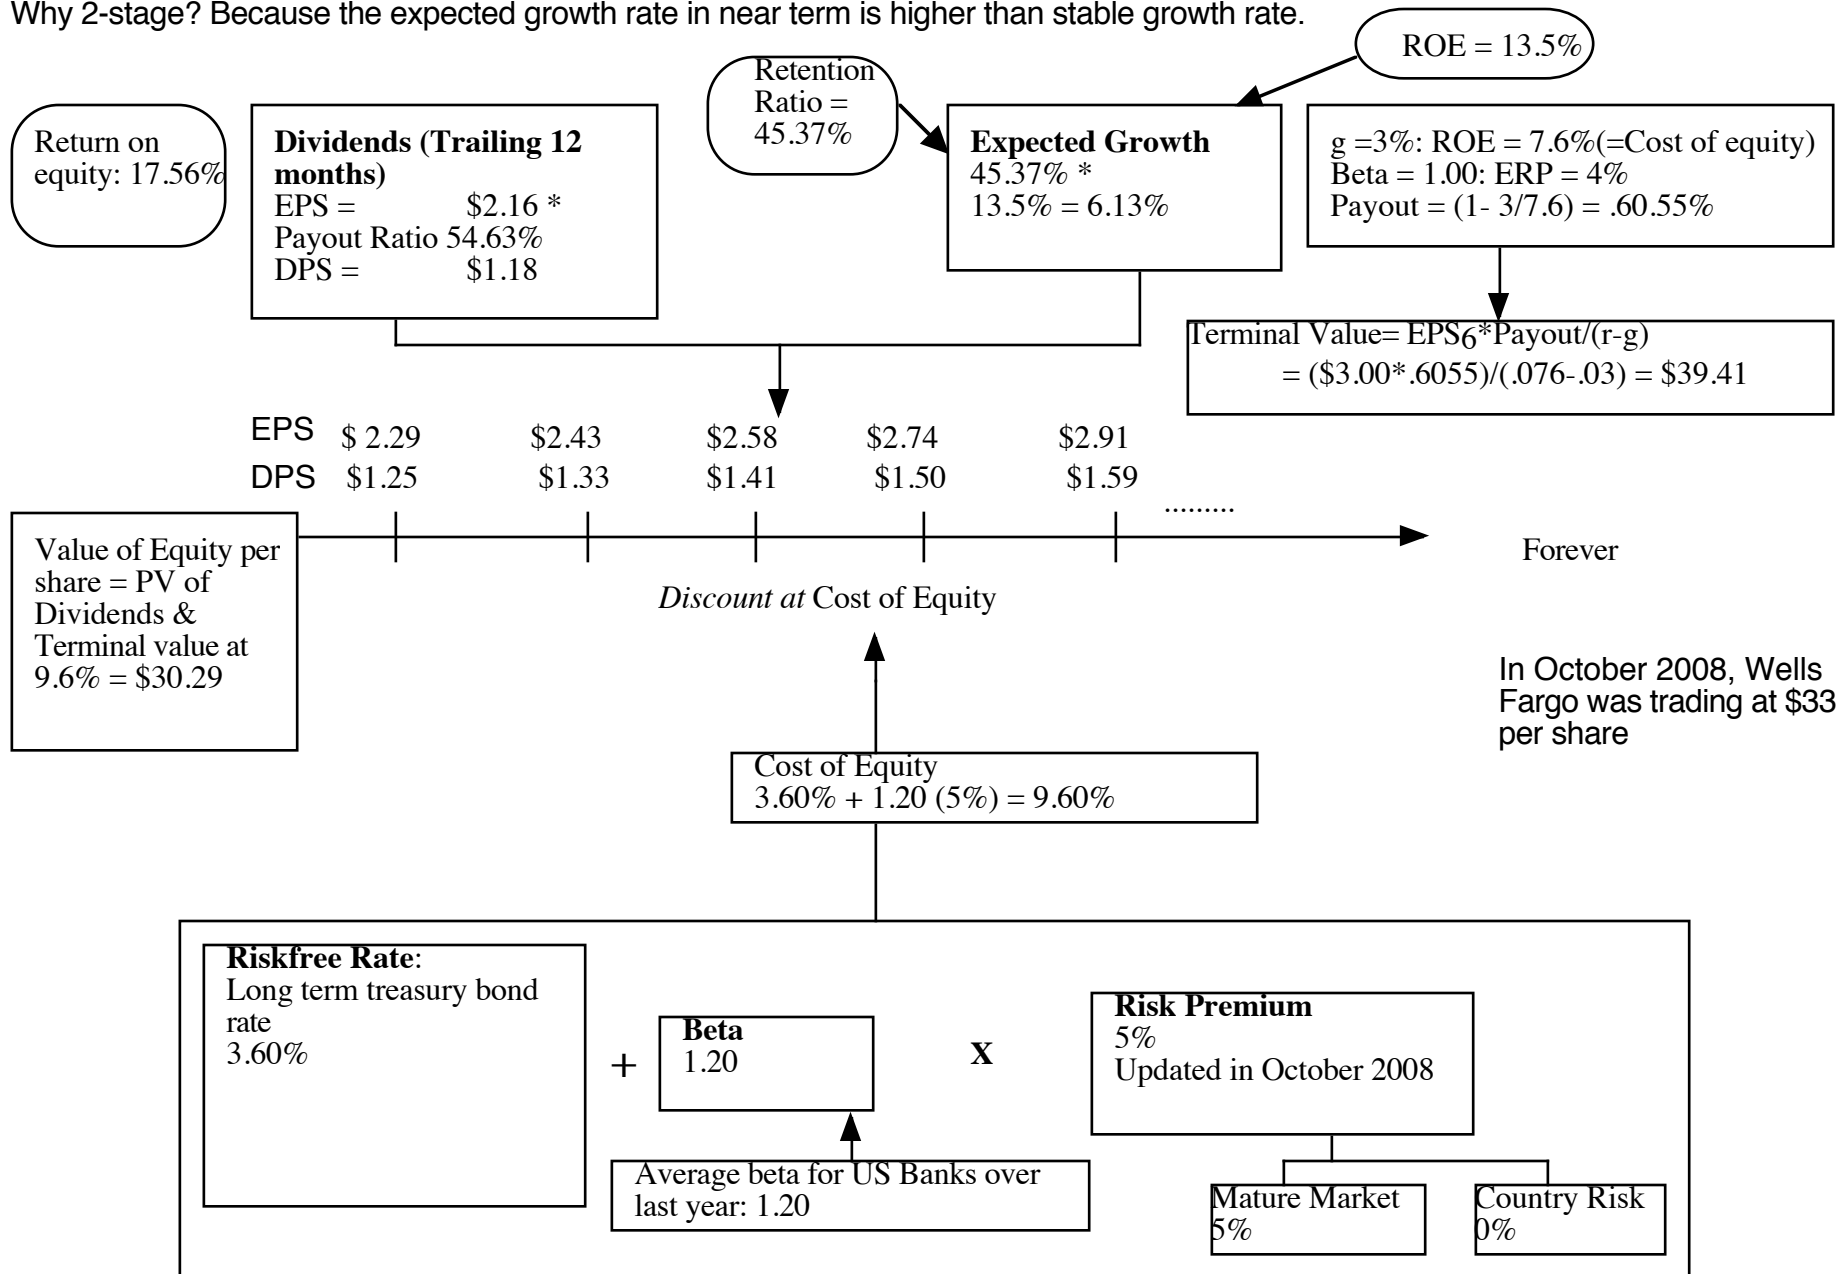 Why 2-stage? Because the expected growth rate in near term is higher than stable growth rate.
ROE = 13.5%
Retention
Ratio =
45.37%
Return on
equity: 17.56%
Dividends (Trailing 12
months)
EPS = $2.16 *
Payout Ratio 54.63%
DPS = $1.18
Expected Growth
45.37% *
13.5% = 6.13%
g =3%: ROE = 7.6%(=Cost of equity)
Beta = 1.00: ERP = 4%
Payout = (1- 3/7.6) = .60.55%
Terminal Value= EPS6*Payout/(r-g)
= ($3.00*.6055)/(.076-.03) = $39.41
EPS $ 2.29 $2.43 $2.58 $2.74 $2.91
DPS $1.25 $1.33 $1.41 $1.50 $1.59
.........
Forever
Value of Equity per
share = PV of
Dividends &
Terminal value at
9.6% = $30.29
Discount at Cost of Equity
In October 2008, Wells
Fargo was trading at $33
per share
Cost of Equity
3.60% + 1.20 (5%) = 9.60%
Riskfree Rate:
Long term treasury bond
rate
3.60%
+
Beta
1.20
X
Risk Premium
5%
Updated in October 2008
Average beta for US Banks over
last year: 1.20
Mature Market
5%
Country Risk
0%